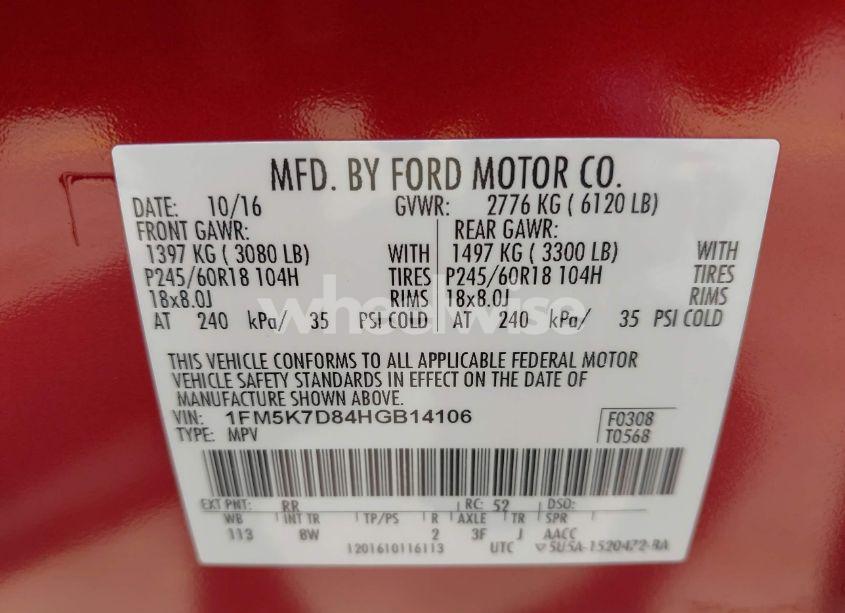 MFD. BY FORD MOTOR CO.
DATE: 10/16 GVWR: 2776 KG ( 6120 LB)
FRONT GAWR: REAR GAWR:
1397 KG ( 3080 LB) WITH 1497 KG ( 3300 LB) WITH
P245/60R18 104H TIRES P245/60R18 104H TIRES
18x8.0J RIMS 18x8.0J RIMS
wheelwise
AT 240 kPa/ 35 PSI COLD AT 240 kPa/ 35 PSI COLD
THIS VEHICLE CONFORMS TO ALL APPLICABLE FEDERAL MOTOR
VEHICLE SAFETY STANDARDS IN EFFECT ON THE DATE OF
MANUFACTURE SHOWN ABOVE.
VIN: 1FM5K7D84HGB14106 F0308
TYPE: MPV T0568
EXT PNT: RR RC: 52 DSO:
WB INT TR TP/PS R AXLE TR SPR
113 8W 2 3F J AACC
1201610116113 UTC 5U5A-1520472-BA